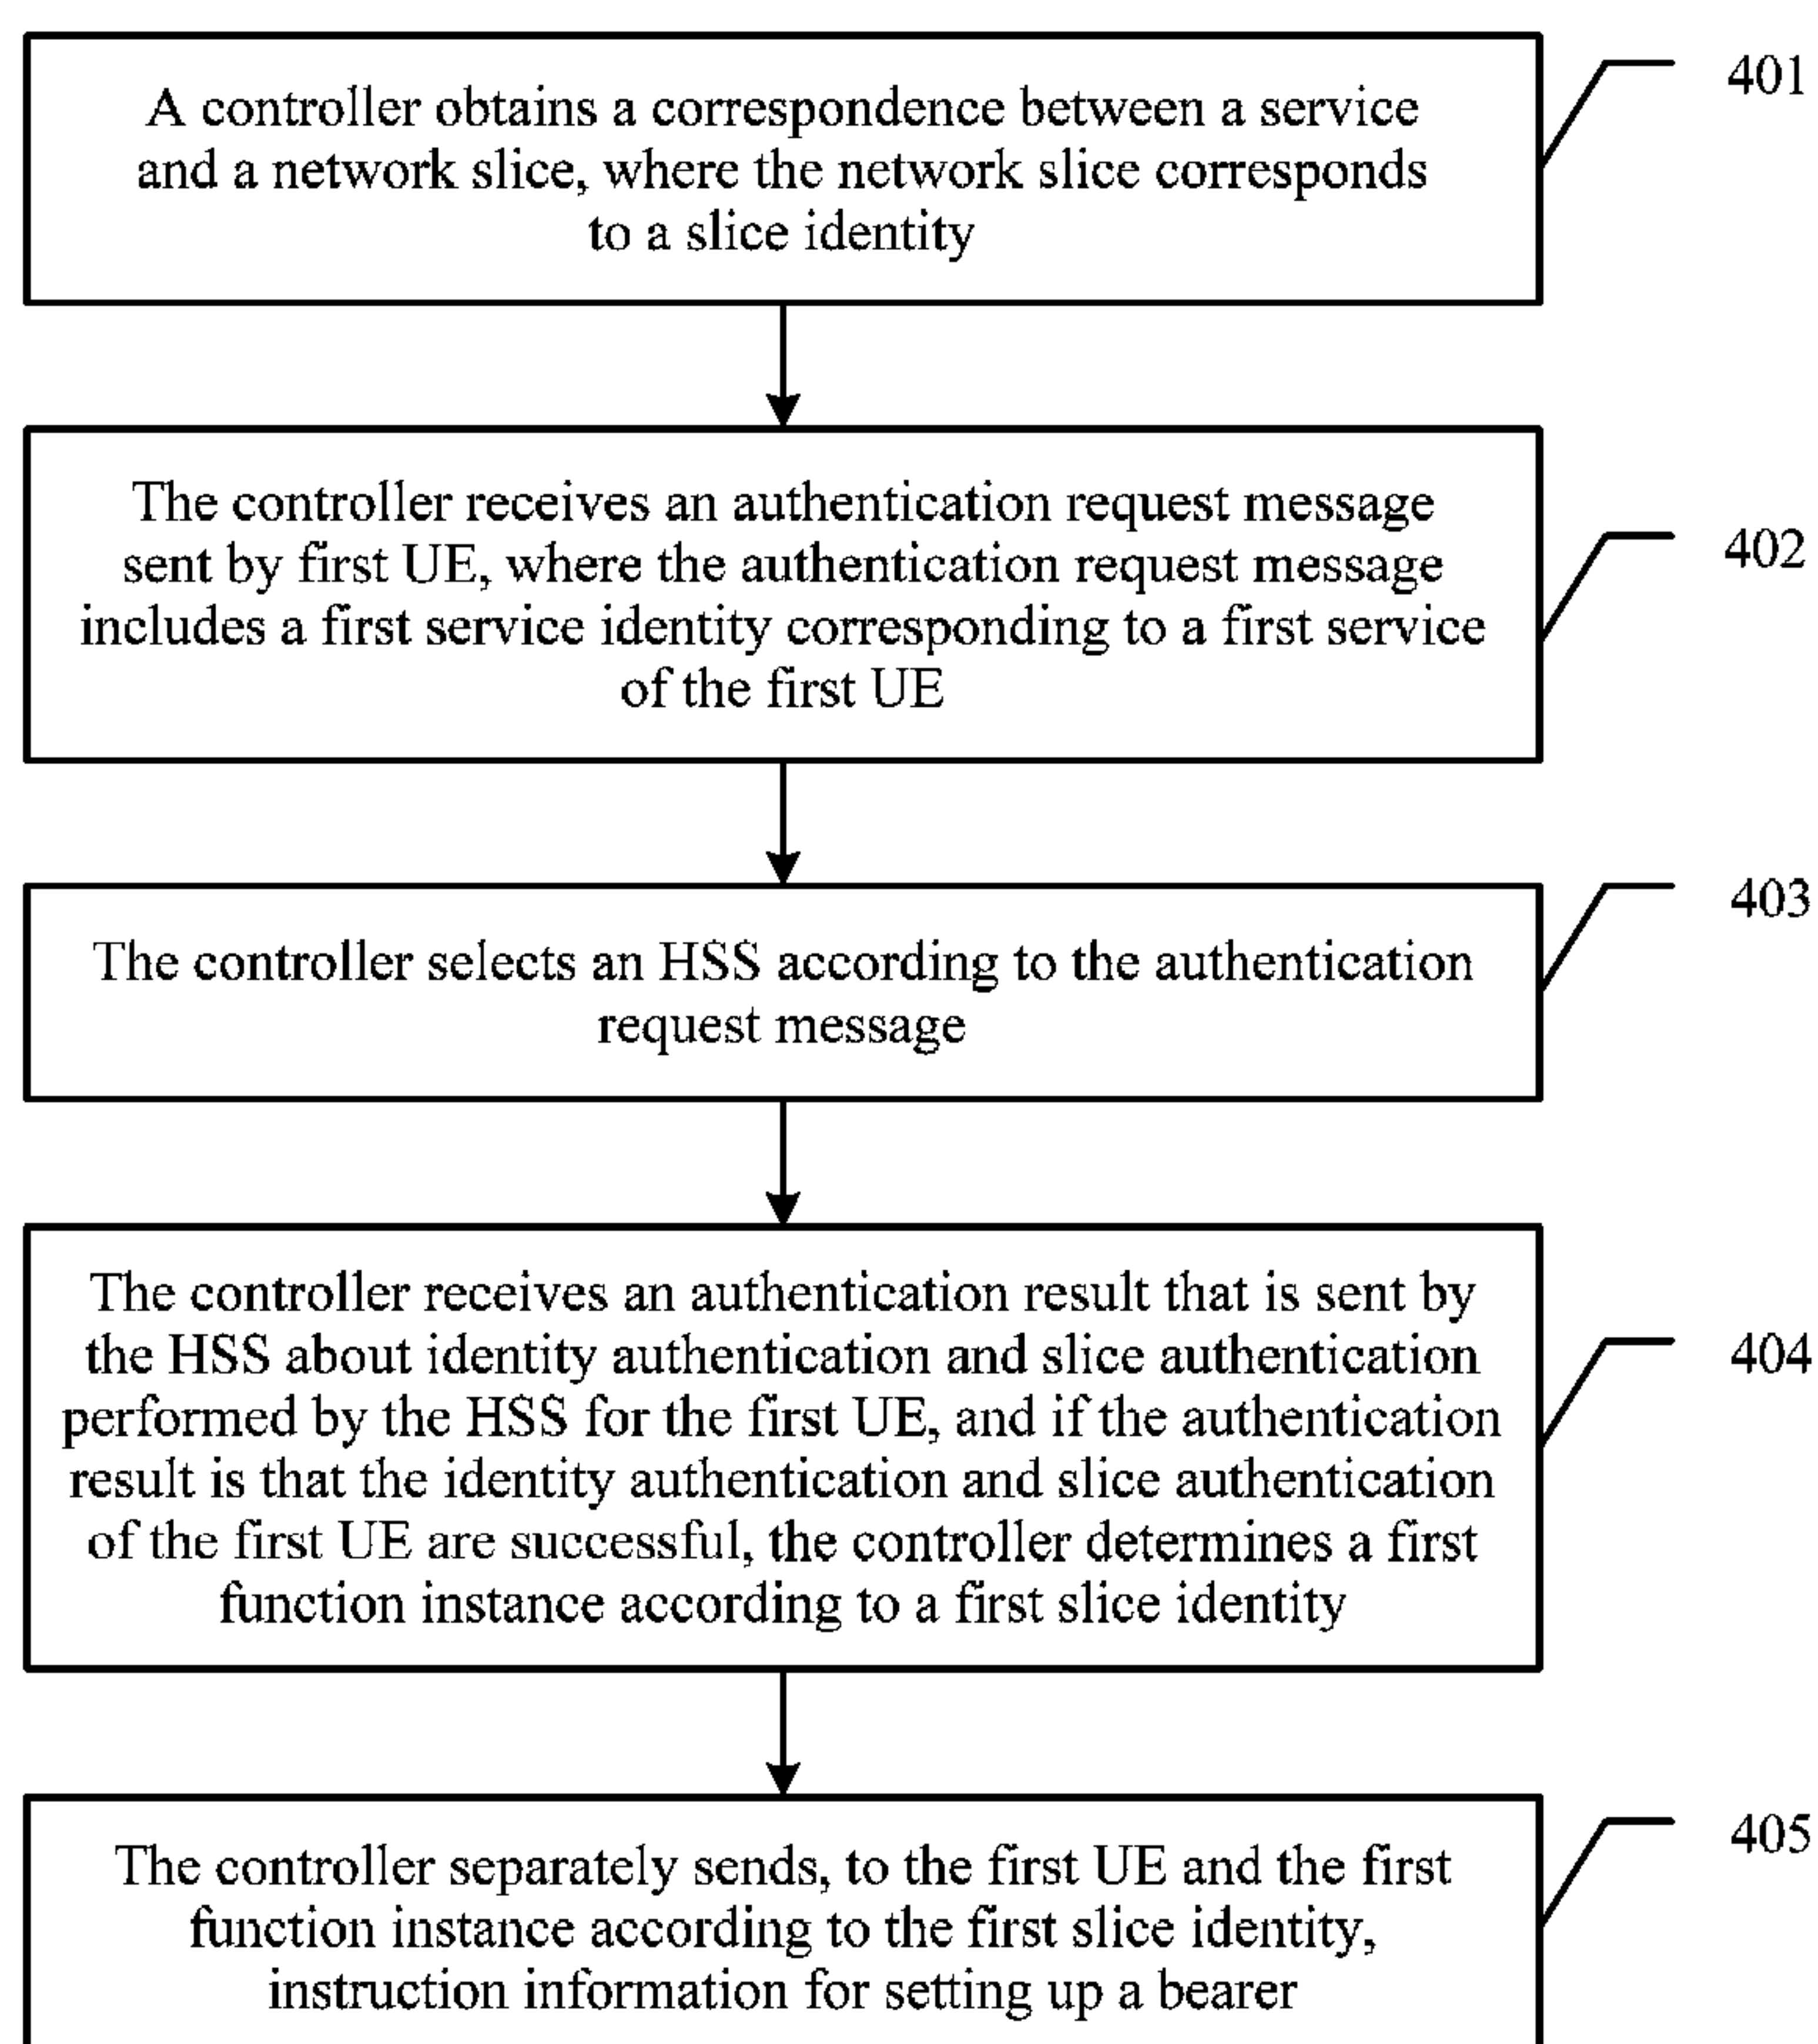 A controller obtains a correspondence between a service
and a network slice, where the network slice corresponds
to a slice identity
401
The controller receives an authentication request message
sent by first UE, where the authentication request message
includes a first service identity corresponding to a first service
of the first UE
402
The controller selects an HSS according to the authentication
request message
403
The controller receives an authentication result that is sent by
the HSS about identity authentication and slice authentication
performed by the HSS for the first UE, and if the authentication
result is that the identity authentication and slice authentication
of the first UE are successful, the controller determines a first
function instance according to a first slice identity
404
The controller separately sends, to the first UE and the first
function instance according to the first slice identity,
instruction information for setting up a bearer
405